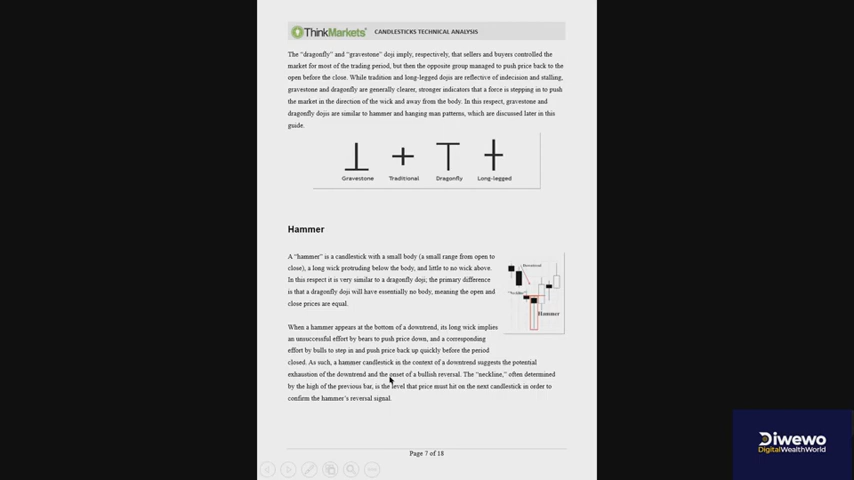 ThinkMarkets CANDLESTICKS TECHNICAL ANALYSIS
The "dragonfly" and "gravestone" doji imply, respectively, that sellers and buyers controlled the
market for most of the trading period, but then the opposite group managed to push price back to the
open before the close. While tradition and long-legged dojis are reflective of indecision and stalling,
gravestone and dragonfly are generally clearer, stronger indicators that a force is stepping in to push
the market in the direction of the wick and away from the body. In this respect, gravestone and
dragonfly dojis are similar to hammer and hanging man patterns, which are discussed later in this
guide.
Gravestone Traditional Dragonfly Long-legged
Hammer
A "hammer" is a candlestick with a small body (a small range from open to
close), a long wick protruding below the body, and little to no wick above.
In this respect it is very similar to a dragonfly doji; the primary difference
is that a dragonfly doji will have essentially no body, meaning the open and
close prices are equal.
Downtrend
"Neckline"
Hammer
When a hammer appears at the bottom of a downtrend, its long wick implies
an unsuccessful effort by bears to push price down, and a corresponding
effort by bulls to step in and push price back up quickly before the period
closed. As such, a hammer candlestick in the context of a downtrend suggests the potential
exhaustion of the downtrend and the onset of a bullish reversal. The "neckline," often determined
by the high of the previous bar, is the level that price must hit on the next candlestick in order to
confirm the hammer's reversal signal.
Page 7 of 18
Diwewo
DigitalWealthWorld